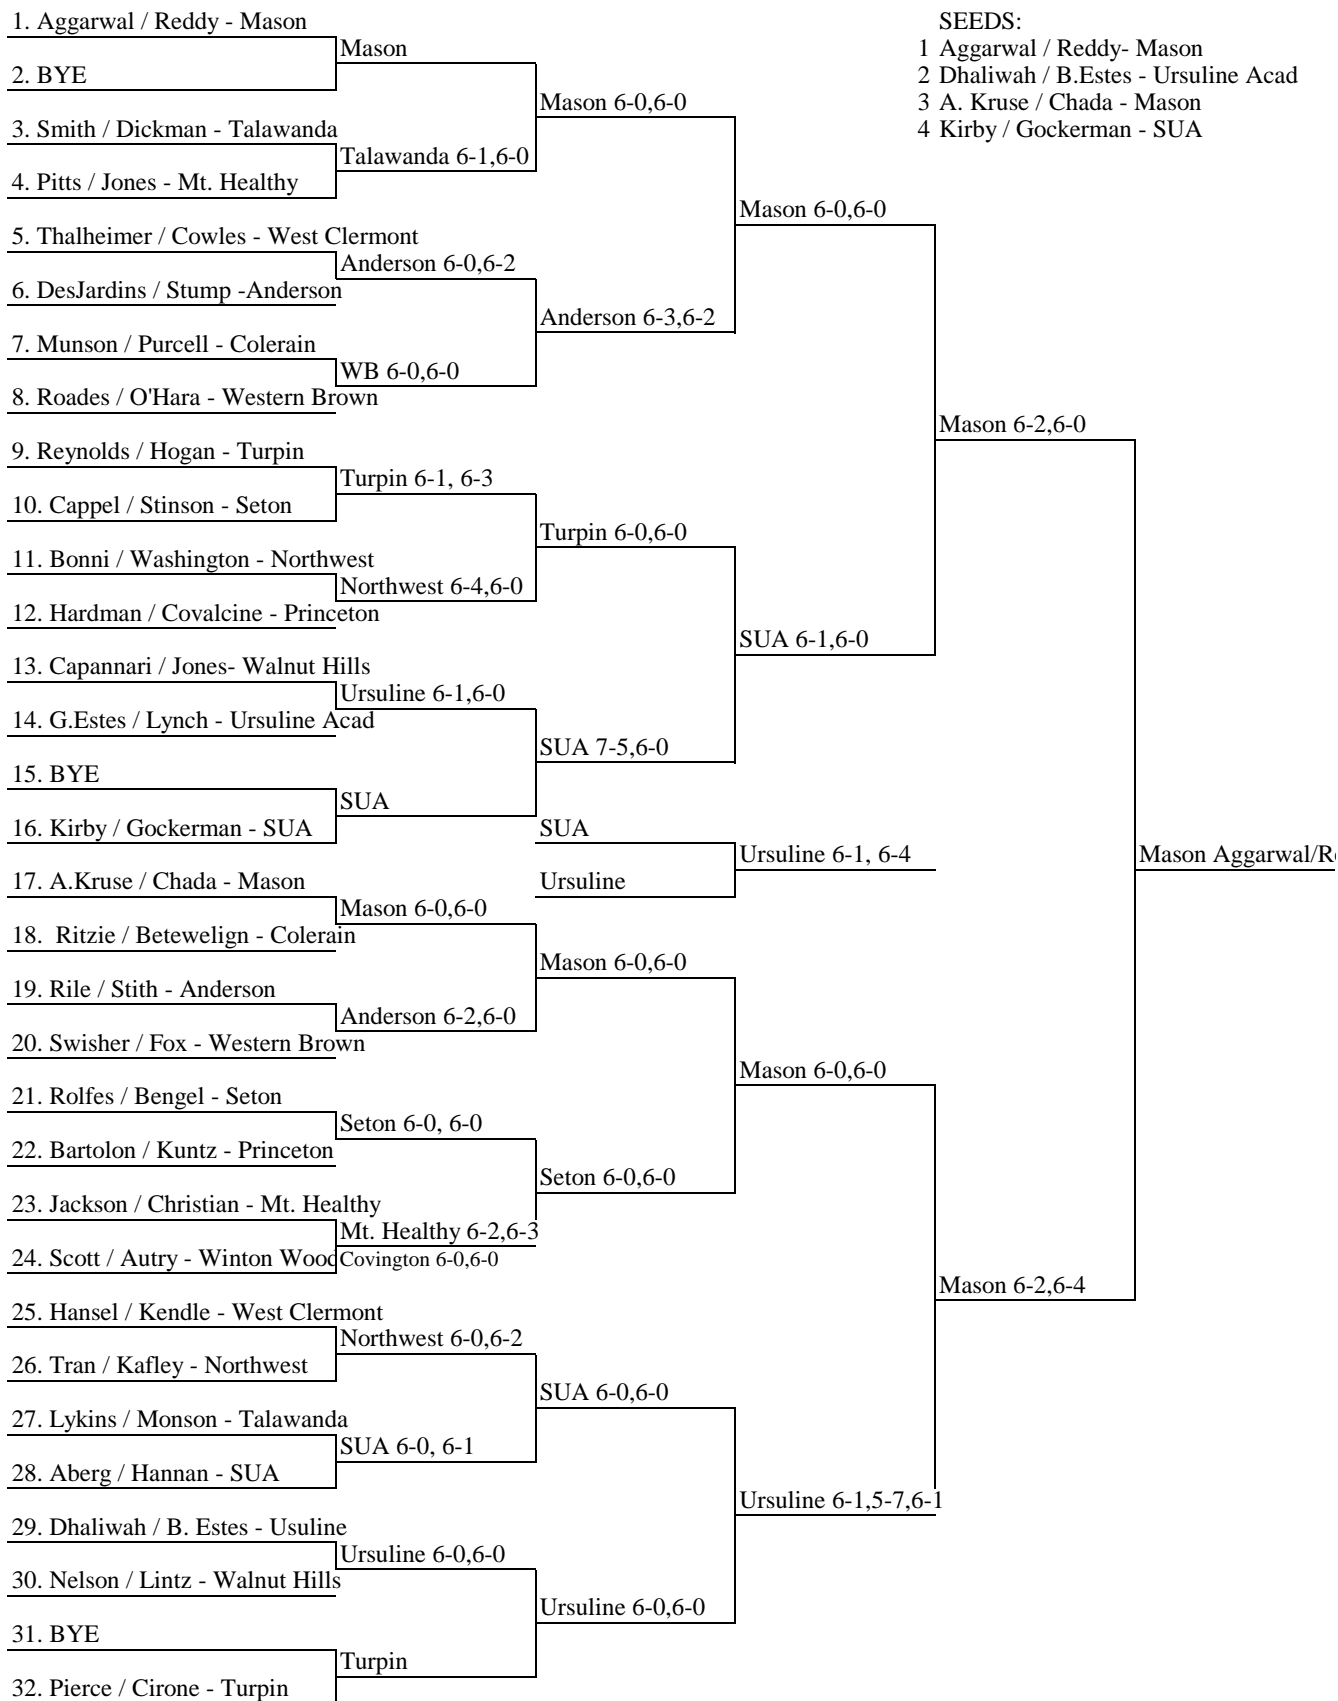 1. Aggarwal / Reddy - Mason
2. BYE
3. Smith / Dickman - Talawanda
4. Pitts / Jones - Mt. Healthy
5. Thalheimer / Cowles - West Clermont
6. DesJardins / Stump -Anderson
7. Munson / Purcell - Colerain
8. Roades / O'Hara - Western Brown
9. Reynolds / Hogan - Turpin
10. Cappel / Stinson - Seton
11. Bonni / Washington - Northwest
12. Hardman / Covalcine - Princeton
13. Capannari / Jones- Walnut Hills
14. G.Estes / Lynch - Ursuline Acad
15. BYE
16. Kirby / Gockerman - SUA
17. A.Kruse / Chada - Mason
18.  Ritzie / Betewelign - Colerain
19. Rile / Stith - Anderson
20. Swisher / Fox - Western Brown
21. Rolfes / Bengel - Seton
22. Bartolon / Kuntz - Princeton
23. Jackson / Christian - Mt. Healthy
24. Scott / Autry - Winton Wood
25. Hansel / Kendle - West Clermont
26. Tran / Kafley - Northwest
27. Lykins / Monson - Talawanda
28. Aberg / Hannan - SUA
29. Dhaliwah / B. Estes - Usuline
30. Nelson / Lintz - Walnut Hills
31. BYE
32. Pierce / Cirone - Turpin
Mason
Talawanda 6-1,6-0
Anderson 6-0,6-2
WB 6-0,6-0
Turpin 6-1, 6-3
Northwest 6-4,6-0
Ursuline 6-1,6-0
SUA
Mason 6-0,6-0
Anderson 6-2,6-0
Seton 6-0, 6-0
Mt. Healthy 6-2,6-3
Covington 6-0,6-0
Northwest 6-0,6-2
SUA 6-0, 6-1
Ursuline 6-0,6-0
Turpin
Mason 6-0,6-0
Anderson 6-3,6-2
Turpin 6-0,6-0
SUA 7-5,6-0
SUA
Ursuline
Mason 6-0,6-0
Seton 6-0,6-0
SUA 6-0,6-0
Ursuline 6-0,6-0
Mason 6-0,6-0
SUA 6-1,6-0
Ursuline 6-1, 6-4
Mason 6-0,6-0
Ursuline 6-1,5-7,6-1
Mason 6-2,6-0
Mason 6-2,6-4
Mason Aggarwal/R
SEEDS:
1 Aggarwal / Reddy- Mason
2 Dhaliwah / B.Estes - Ursuline Acad
3 A. Kruse / Chada - Mason
4 Kirby / Gockerman - SUA